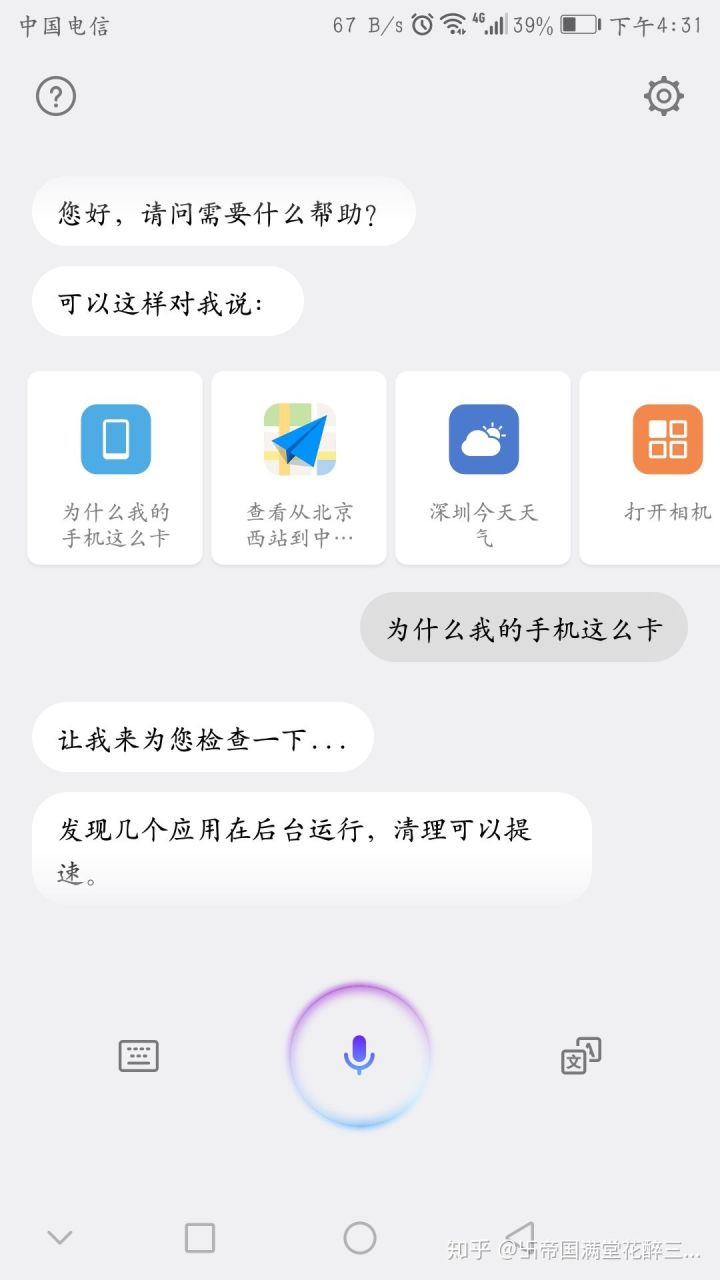 中国电信 67 B/s 4G 39% 下午4:31
您好，请问需要什么帮助？
可以这样对我说：
为什么我的
手机这么卡
查看从北京
西站到中…
深圳今天天
气
打开相机
为什么我的手机这么卡
让我来为您检查一下...
发现几个应用在后台运行，清理可以提
速。
文 A
知乎 @卐帝国满堂花醉三...